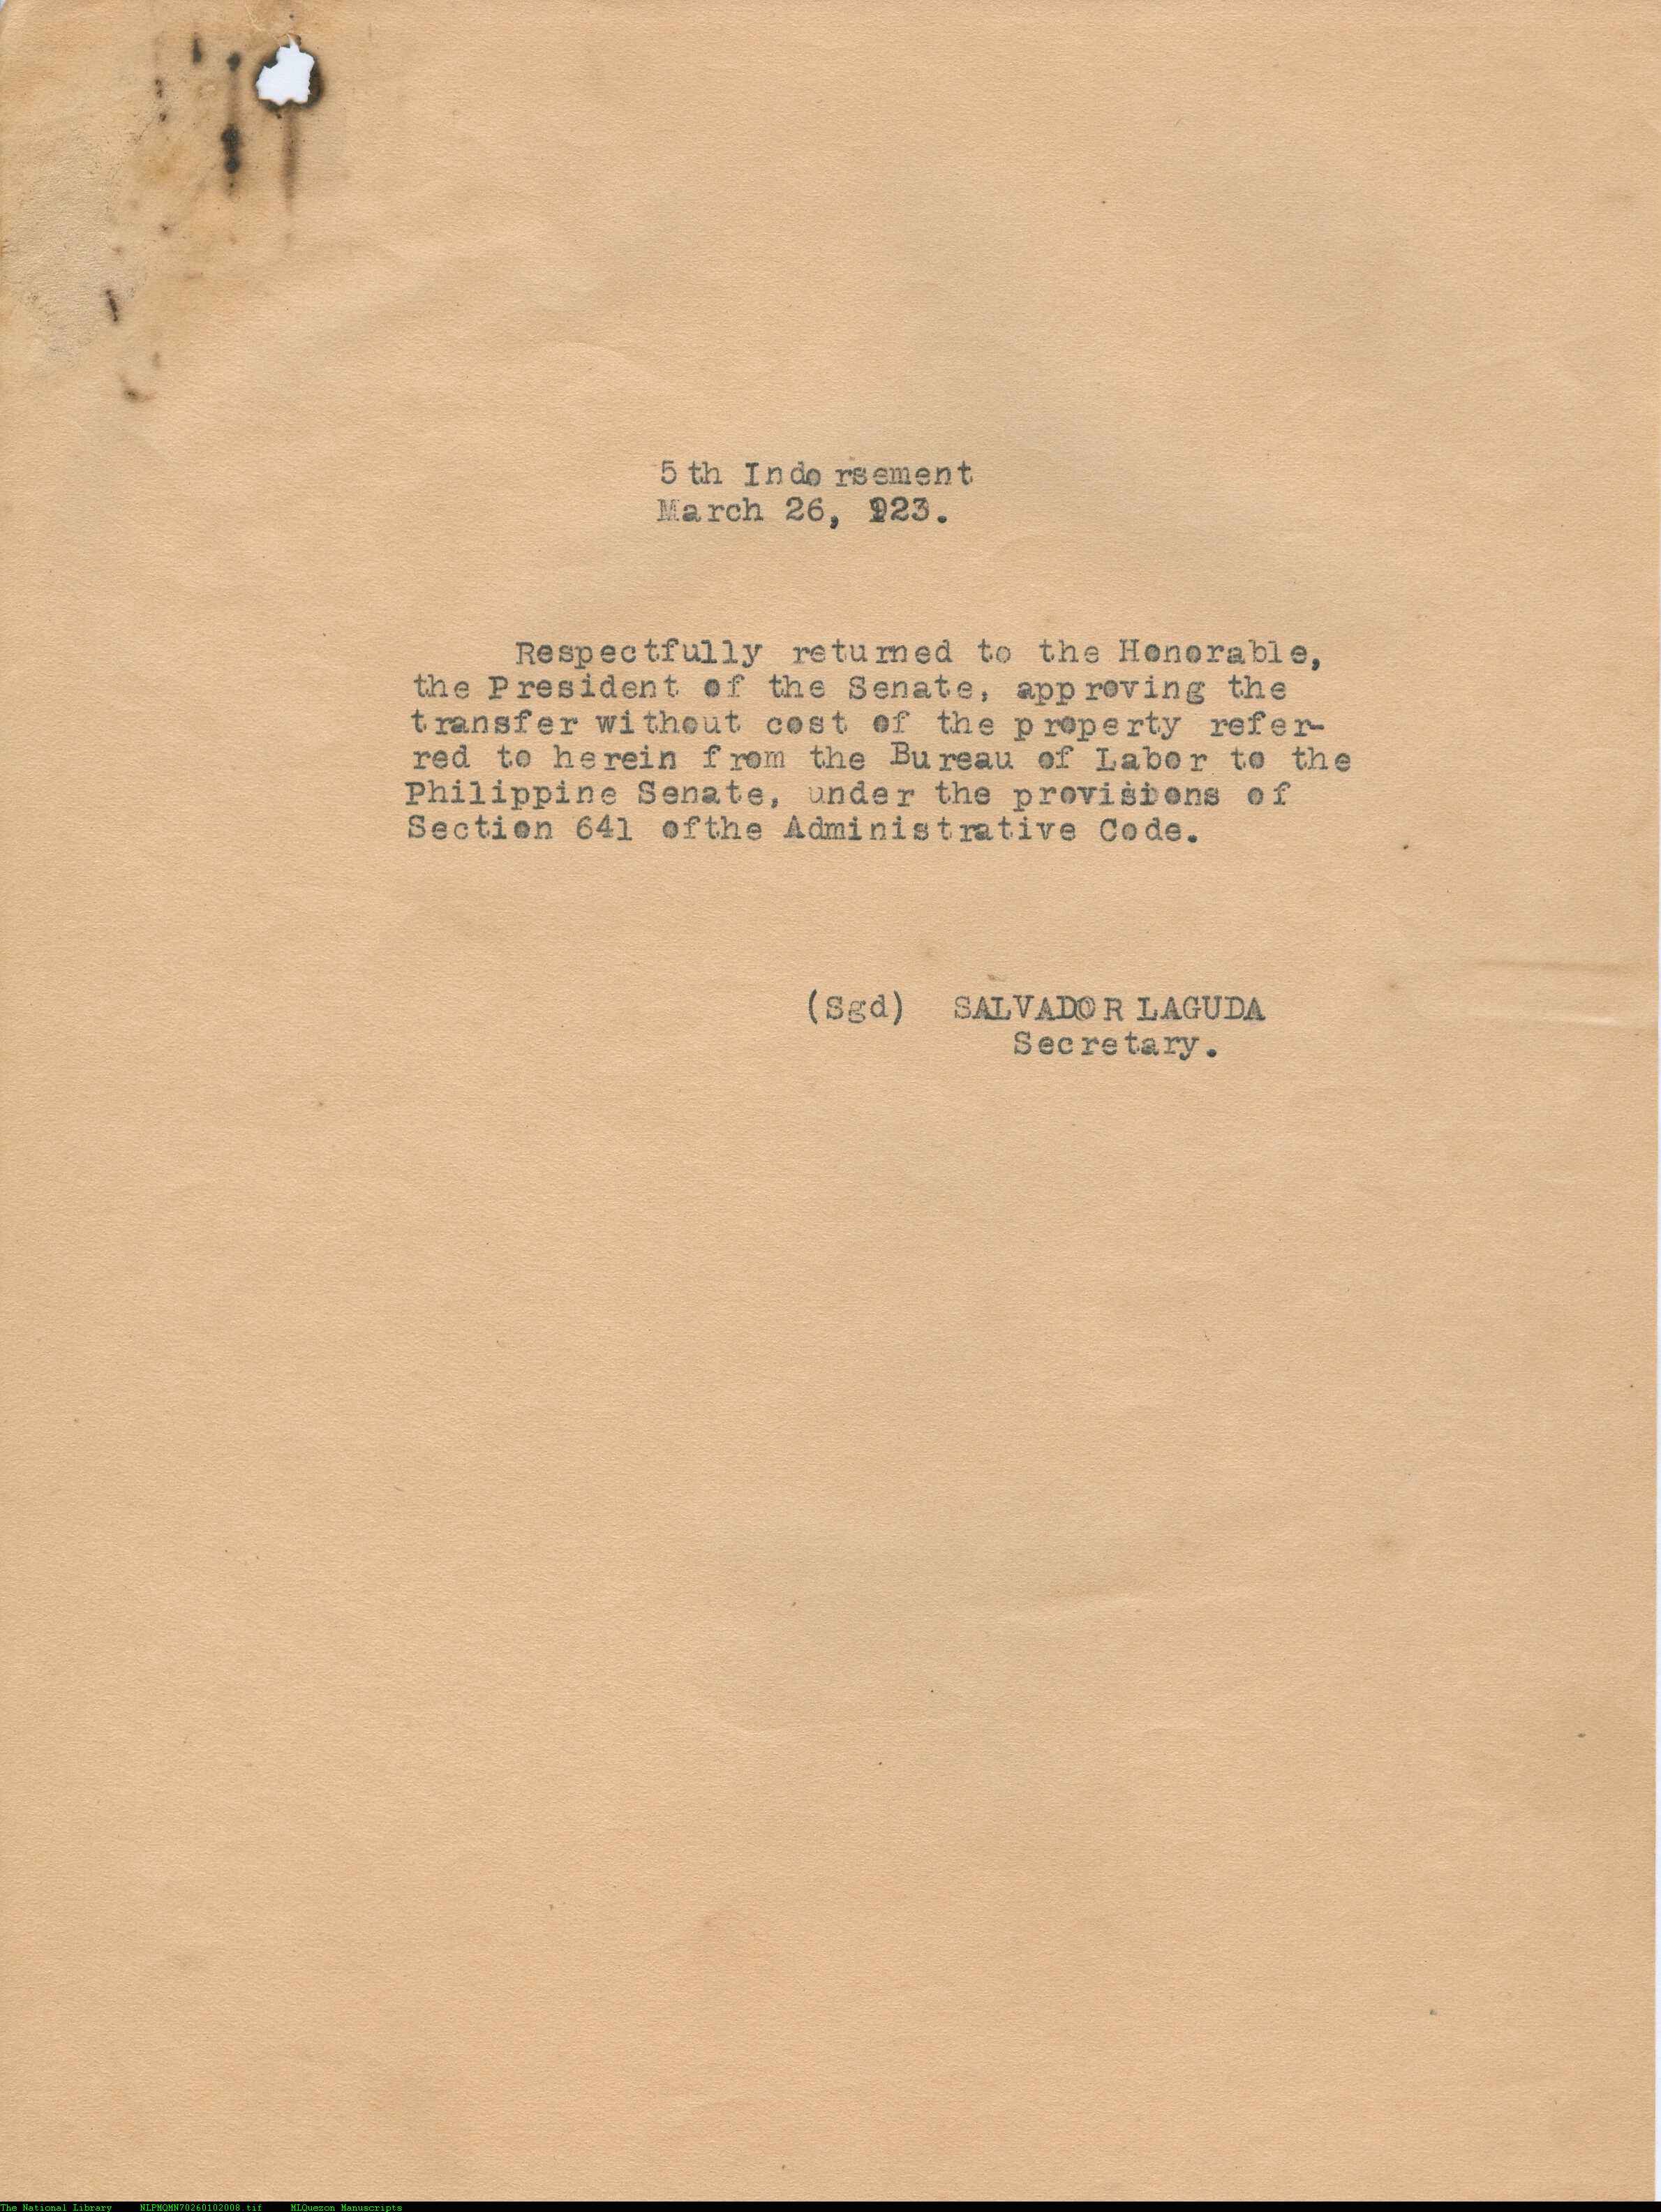 5th Indorsement
March 26, 1923.
Respectfully returned to the Honorable,
the President of the Senate, approving the
transfer without cost of the property refer-
red to herein from the Bureau of Labor to the
Philippine Senate, under the provisions of
Section 641 ofthe Administrative Code.
(Sgd) SALVADOR LAGUDA
Secretary.
The National Library NLPMQMN70260102008.tif MLQuezon Manuscripts